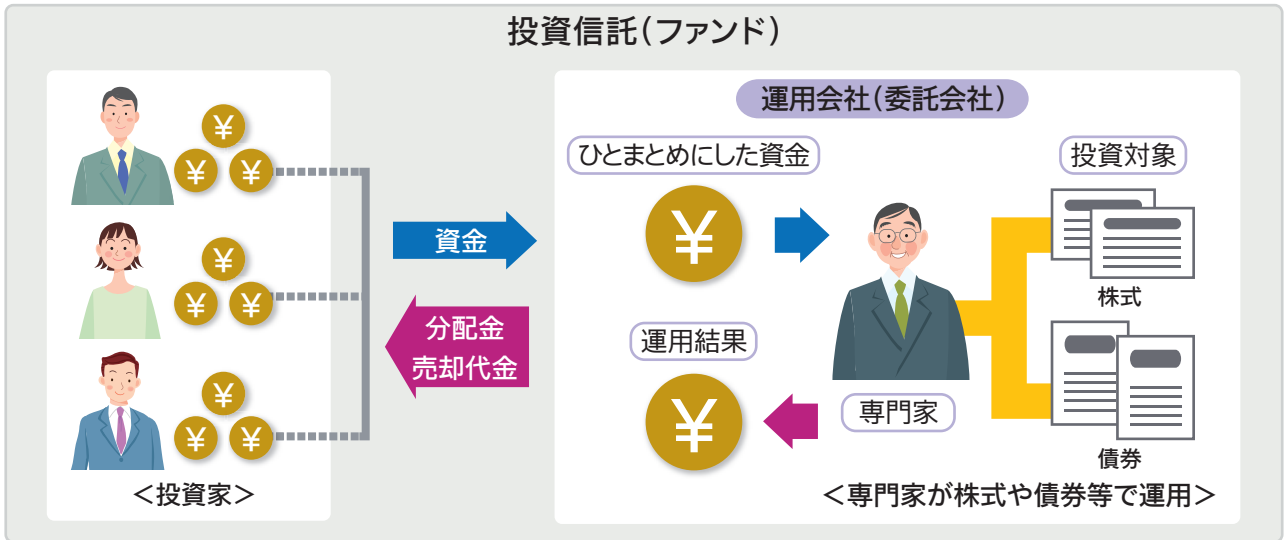 投資信託(ファンド)
¥
¥ ¥
¥
¥ ¥
¥
¥ ¥
<投資家>
資金
分配金
売却代金
運用会社(委託会社)
ひとまとめにした資金
¥
運用結果
¥
専門家
投資対象
株式
債券
<専門家が株式や債券等で運用>